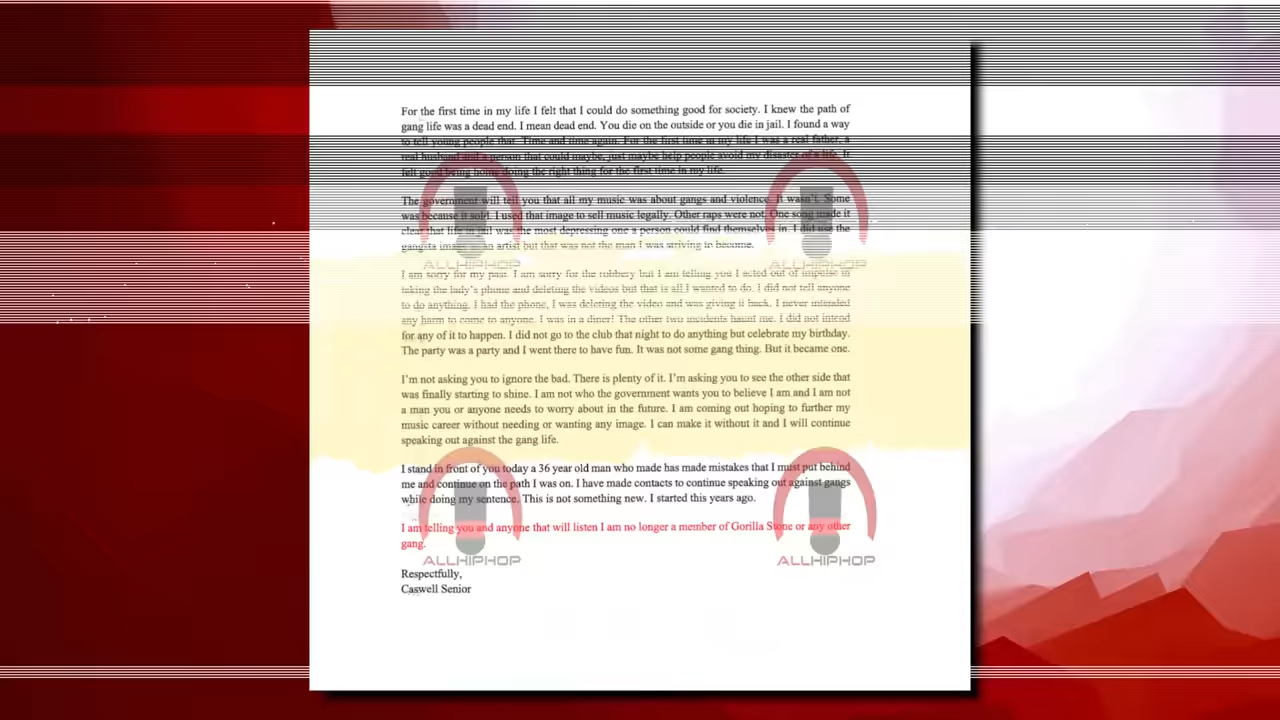 For the first time in my life I felt that I could do something good for society. I knew the path of
gang life was a dead end. I mean dead end. You die on the outside or you die in jail. I found a way
to tell young people that. Time and time again. For the first time in my life I was a real father, a
real husband and a person that could maybe, just maybe help people avoid my disaster of a life. It
felt good being home doing the right thing for the first time in my life.
The government will tell you that all my music was about gangs and violence. It wasn't. Some
was because it sold. I used that image to sell music legally. Other raps were not. One song made it
clear that life in jail was the most depressing one a person could find themselves in. I did use the
gangsta image as an artist but that was not the man I was striving to become.
ALLHIPHOP ALLHIPHOP
I am sorry for my past. I am sorry for the robbery but I am telling you I acted out of impulse in
taking the lady's phone and deleting the videos but that is all I wanted to do. I did not tell anyone
to do anything. I had the phone, I was deleting the video and was giving it back. I never intended
any harm to come to anyone. I was in a diner! The other two incidents haunt me. I did not intend
for any of it to happen. I did not go to the club that night to do anything but celebrate my birthday.
The party was a party and I went there to have fun. It was not some gang thing. But it became one.
I'm not asking you to ignore the bad. There is plenty of it. I'm asking you to see the other side that
was finally starting to shine. I am not who the government wants you to believe I am and I am not
a man you or anyone needs to worry about in the future. I am coming out hoping to further my
music career without needing or wanting any image. I can make it without it and I will continue
speaking out against the gang life.
I stand in front of you today a 36 year old man who made has made mistakes that I must put behind
me and continue on the path I was on. I have made contacts to continue speaking out against gangs
while doing my sentence. This is not something new. I started this years ago.
I am telling you and anyone that will listen I am no longer a member of Gorilla Stone or any other
gang.
ALLHIPHOP ALLHIPHOP
Respectfully,
Caswell Senior